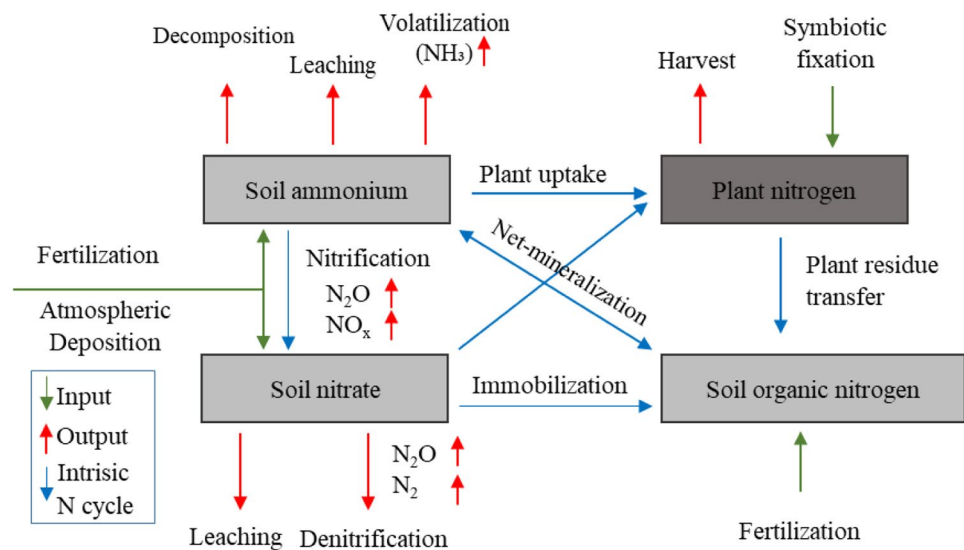 Decomposition
Leaching
Volatilization
(NH₃)
Harvest
Symbiotic
fixation
Soil ammonium
Plant uptake
Plant nitrogen
Fertilization
Atmospheric
Deposition
Nitrification
N₂O
NOₓ
Net-mineralization
Plant residue
transfer
Soil nitrate
Immobilization
Soil organic nitrogen
Input
Output
Intrisic
N cycle
N₂O
N₂
Leaching
Denitrification
Fertilization